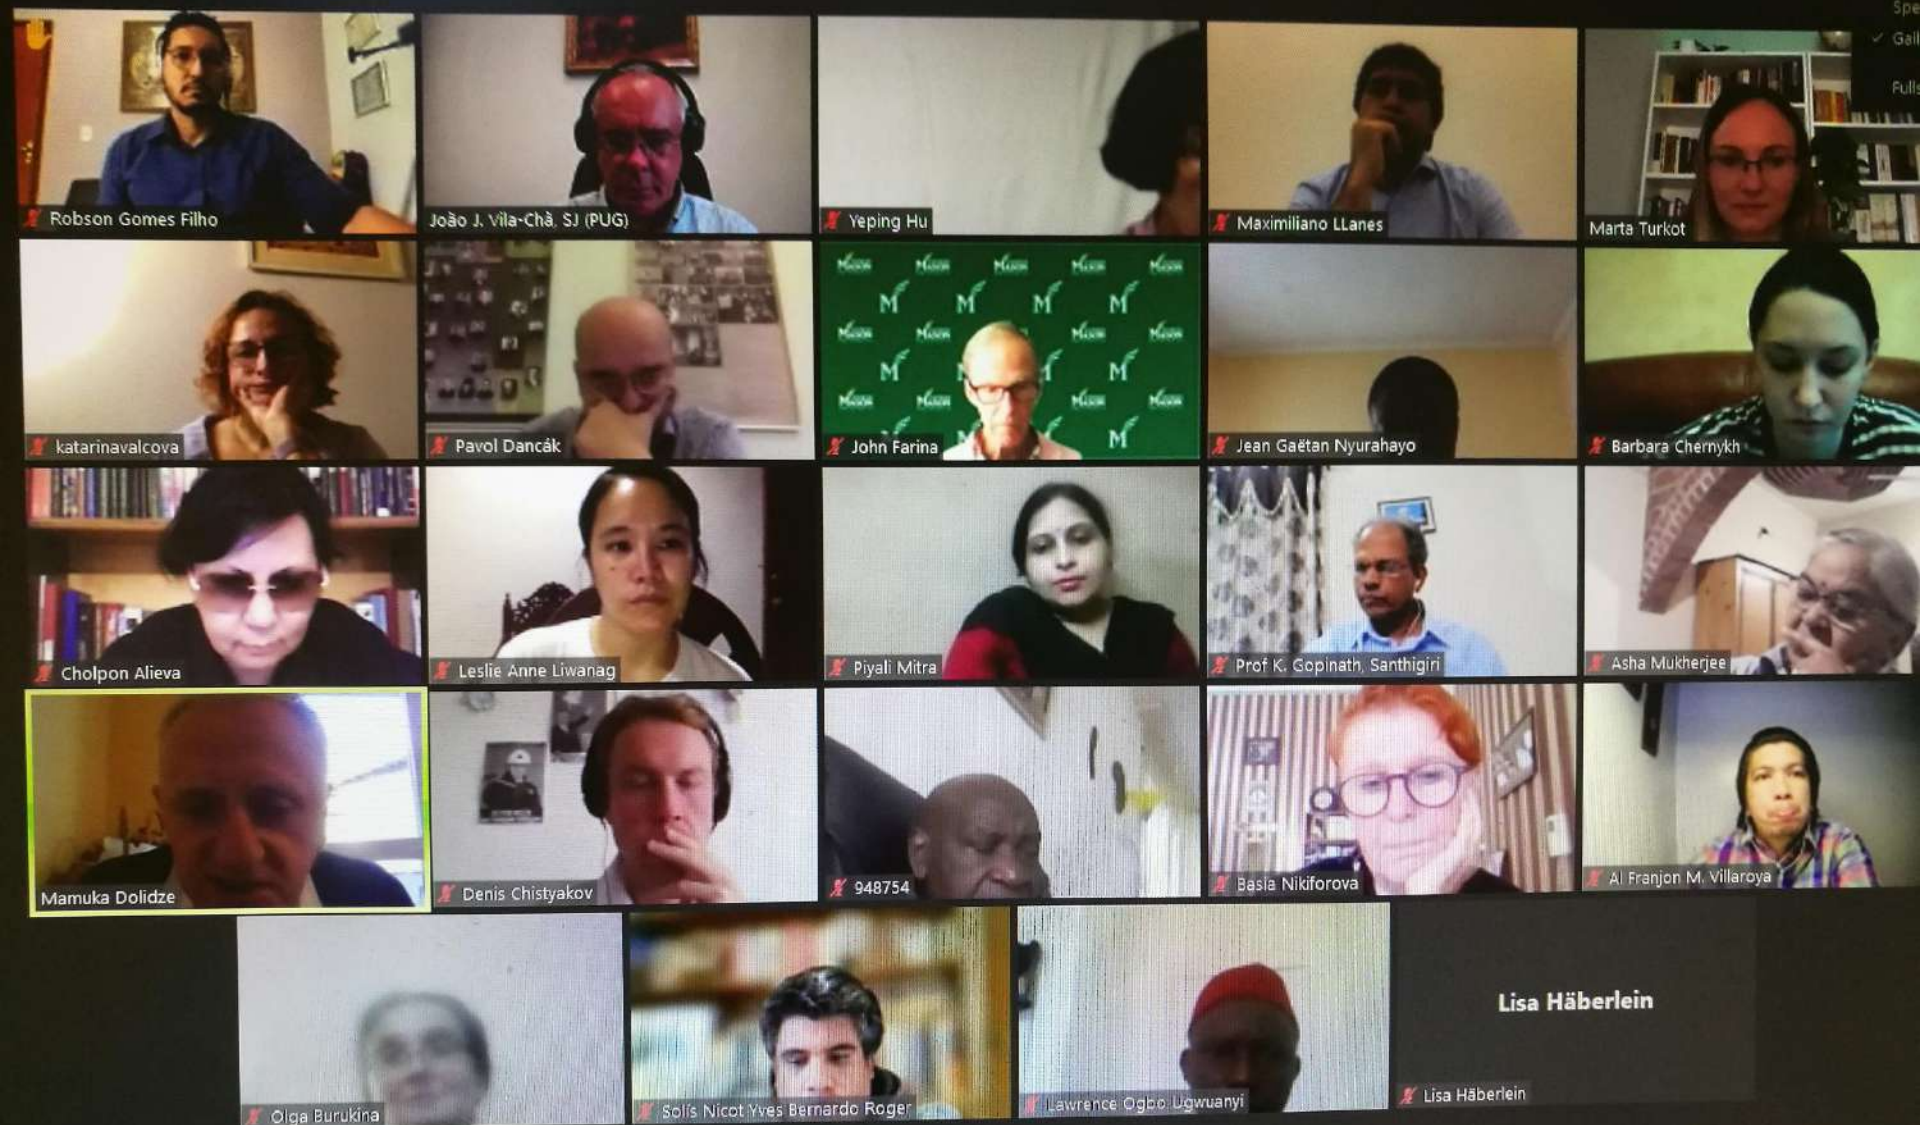 Spe
Gall
Fulls
Robson Gomes Filho
João J. Vila-Chã, SJ (PUG)
Yeping Hu
Maximiliano LLanes
Marta Turkot
katarinavalcova
Pavol Dancák
John Farina
Jean Gaëtan Nyurahayo
Barbara Chernykh
Cholpon Alieva
Leslie Anne Liwanag
Piyali Mitra
Prof K. Gopinath, Santhigiri
Asha Mukherjee
Mamuka Dolidze
Denis Chistyakov
948754
Basia Nikiforova
Al Franjon M. Villaroya
Olga Burukina
Solís Nicot Yves Bernardo Roger
Lawrence Ogbo Ugwuanyi
Lisa Häberlein
Lisa Häberlein